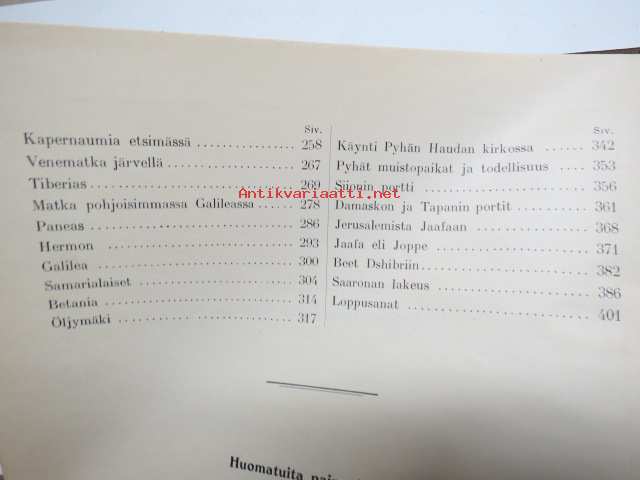 Siv.
Kapernaumia etsimässä 258
Venematka järvellä 267
Tiberias 269
Matka pohjoisimmassa Galileassa 278
Paneas 286
Hermon 293
Galilea 300
Samarialaiset 304
Betania 314
Öljymäki 317
Siv.
Käynti Pyhän Haudan kirkossa 342
Pyhät muistopaikat ja todellisuus 353
Siionin portti 356
Damaskon ja Tapanin portit 361
Jerusalemista Jaafaan 368
Jaafa eli Joppe 371
Beet Dshibriin 382
Saaronan lakeus 386
Loppusanat 401
Antikvariaatti.net
Huomatuita